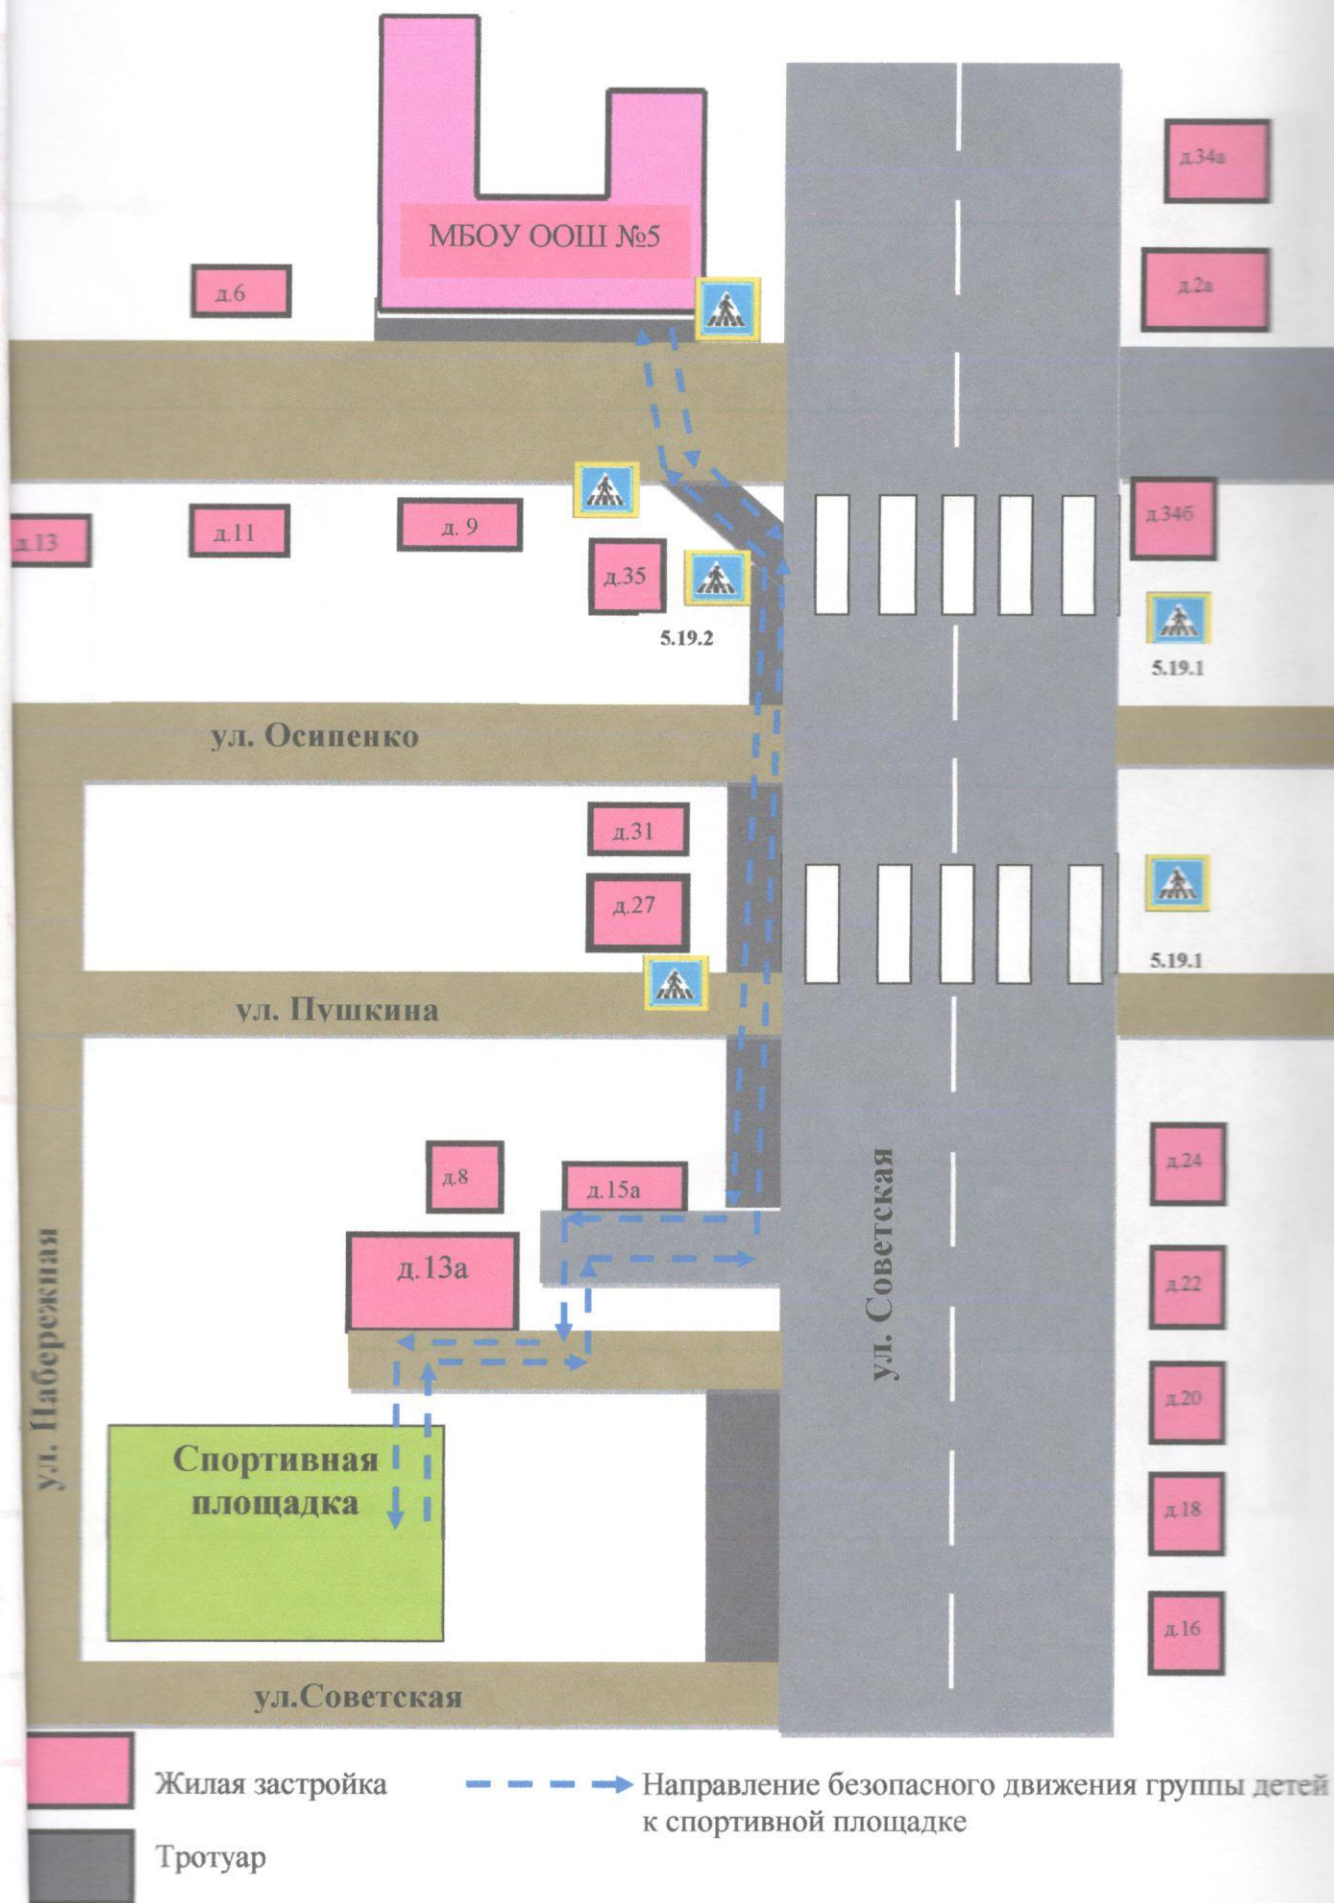 д.34а
МБОУ ООШ №5
д.6
д.2а
д.13
д.11
д. 9
д.35
д.34б
5.19.2
5.19.1
ул. Осипенко
д.31
д.27
5.19.1
ул. Пушкина
д.8
д.15а
д.24
д.13а
д.22
ул. Советская
ул. Набережная
д.20
Спортивная
площадка
д.18
д.16
ул.Советская
Жилая застройка
Направление безопасного движения группы детей
к спортивной площадке
Тротуар